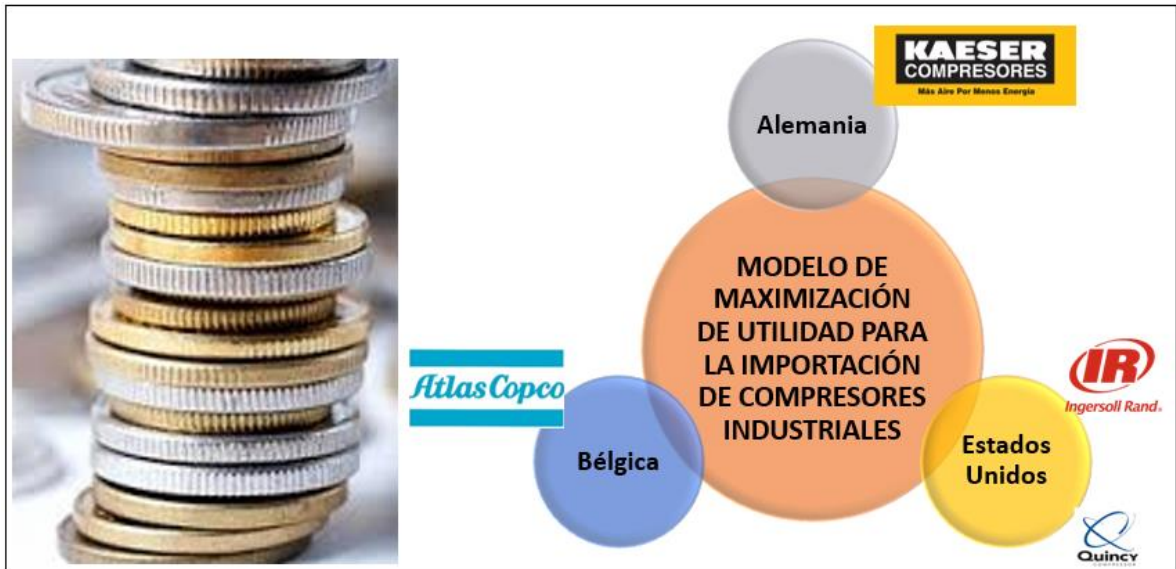 KAESER
COMPRESORES
Más Aire Por Menos Energía
Alemania
MODELO DE
MAXIMIZACIÓN
DE UTILIDAD PARA
LA IMPORTACIÓN
DE COMPRESORES
INDUSTRIALES
Atlas Copco
Bélgica
IR
Ingersoll Rand.
Estados
Unidos
Quincy
COMPRESSOR